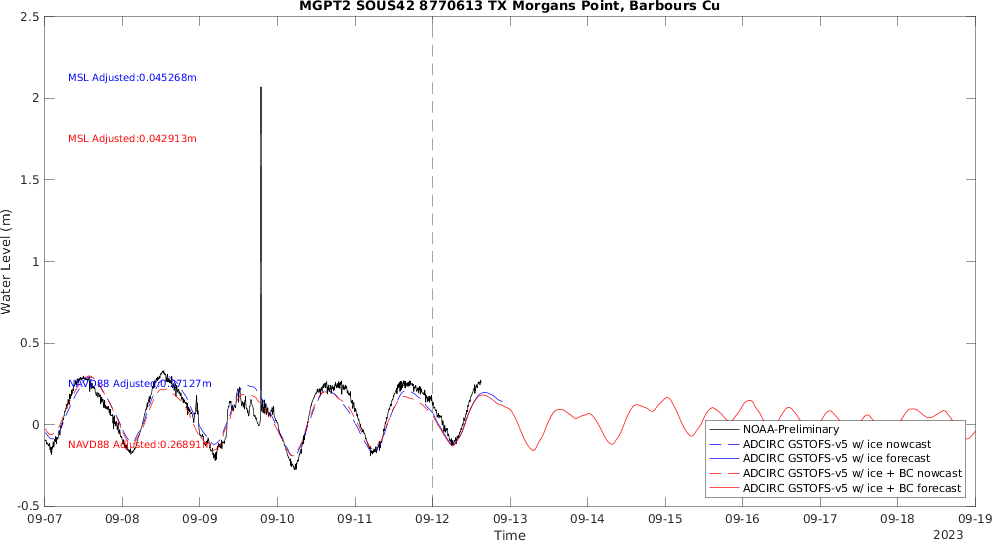 MGPT2 SOUS42 8770613 TX Morgans Point, Barbours Cu
2.5
2
1.5
1
0.5
0
-0.5
Water Level (m)
MSL Adjusted:0.045268m
MSL Adjusted:0.042913m
NAVD88 Adjusted:0.27127m
NAVD88 Adjusted:0.26891m
NOAA-Preliminary
ADCIRC GSTOFS-v5 w/ ice nowcast
ADCIRC GSTOFS-v5 w/ ice forecast
ADCIRC GSTOFS-v5 w/ ice + BC nowcast
ADCIRC GSTOFS-v5 w/ ice + BC forecast
09-07 09-08 09-09 09-10 09-11 09-12 09-13 09-14 09-15 09-16 09-17 09-18 09-19
Time
2023